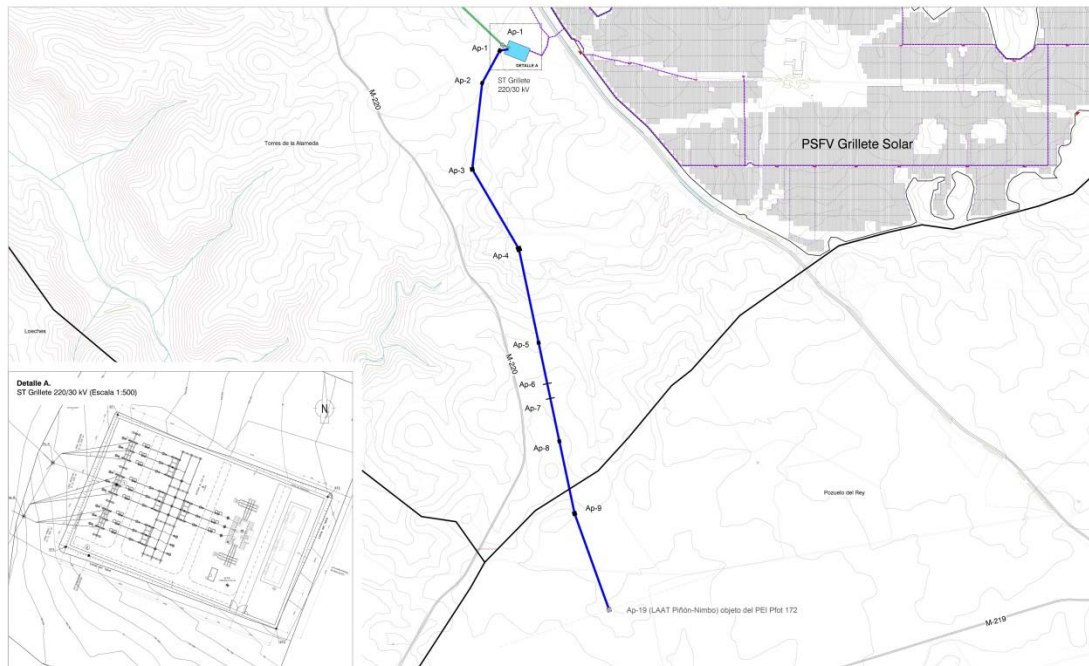 Ap-1
Ap-1
DETALLE A
Ap-2
ST Grillete
220/30 kV
M-220
Torres de la Alameda
PSFV Grillete Solar
Ap-3
Ap-4
Loeches
Ap-5
M-220
Ap-6
Ap-7
Ap-8
Detalle A.
ST Grillete 220/30 kV (Escala 1:500)
N
Pozuelo del Rey
Ap-9
Ap-19 (LAAT Piñón-Nimbo) objeto del PEI Pfot 172
M-219